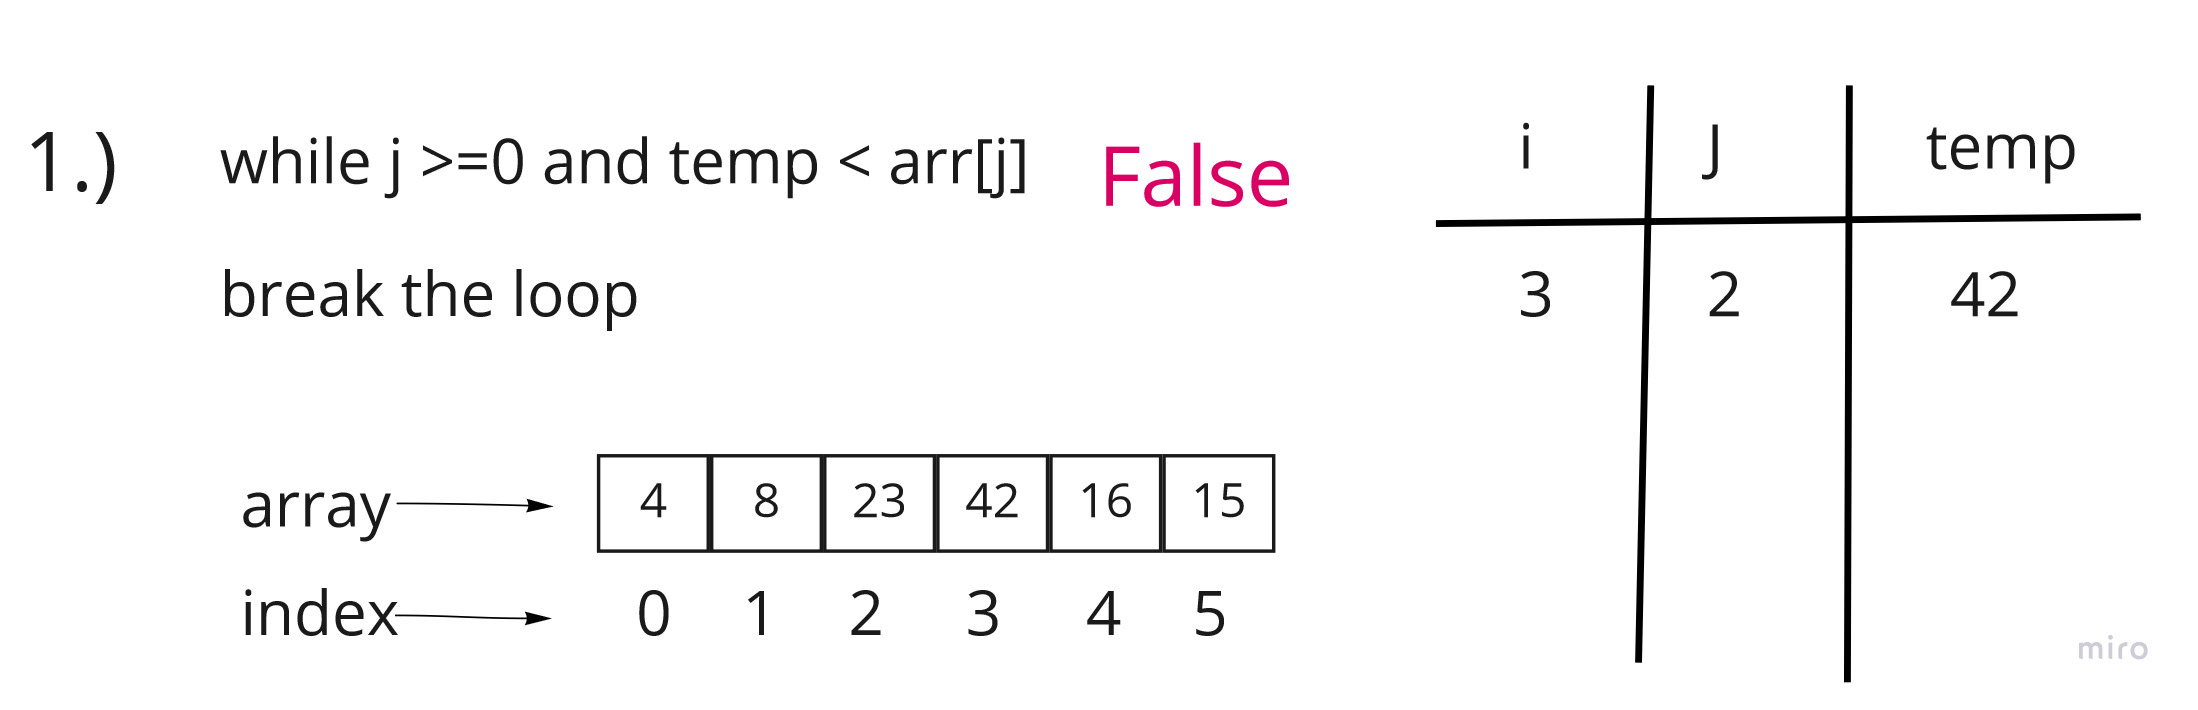 1.) while j >=0 and temp < arr[j] False
break the loop
i J temp
3 2 42
array 4 8 23 42 16 15
index 0 1 2 3 4 5
miro